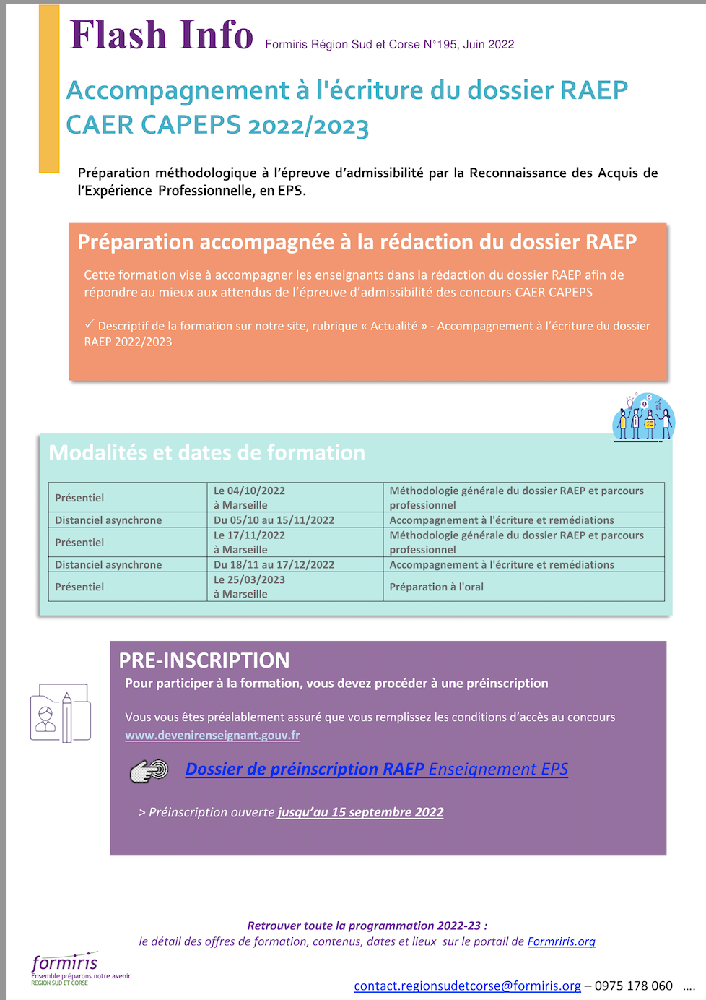 Flash Info Formiris Région Sud et Corse N°195, Juin 2022
Accompagnement à l'écriture du dossier RAEP
CAER CAPEPS 2022/2023
Préparation méthodologique à l'épreuve d'admissibilité par la Reconnaissance des Acquis de
l'Expérience Professionnelle, en EPS.
Préparation accompagnée à la rédaction du dossier RAEP
Cette formation vise à accompagner les enseignants dans la rédaction du dossier RAEP afin de
répondre au mieux aux attendus de l'épreuve d'admissibilité des concours CAER CAPEPS
✓ Descriptif de la formation sur notre site, rubrique « Actualité » - Accompagnement à l'écriture du dossier
RAEP 2022/2023
Modalités et dates de formation
Présentiel
Le 04/10/2022
à Marseille
Méthodologie générale du dossier RAEP et parcours
professionnel
Distanciel asynchrone
Du 05/10 au 15/11/2022
Accompagnement à l'écriture et remédiations
Présentiel
Le 17/11/2022
à Marseille
Méthodologie générale du dossier RAEP et parcours
professionnel
Distanciel asynchrone
Du 18/11 au 17/12/2022
Accompagnement à l'écriture et remédiations
Présentiel
Le 25/03/2023
à Marseille
Préparation à l'oral
PRE-INSCRIPTION
Pour participer à la formation, vous devez procéder à une préinscription
Vous vous êtes préalablement assuré que vous remplissez les conditions d'accès au concours
www.devenirenseignant.gouv.fr
Dossier de préinscription RAEP Enseignement EPS
> Préinscription ouverte jusqu'au 15 septembre 2022
Retrouver toute la programmation 2022-23 :
le détail des offres de formation, contenus, dates et lieux sur le portail de Formriris.org
formiris
Ensemble préparons notre avenir
REGION SUD ET CORSE
contact.regionsudetcorse@formiris.org – 0975 178 060 ....